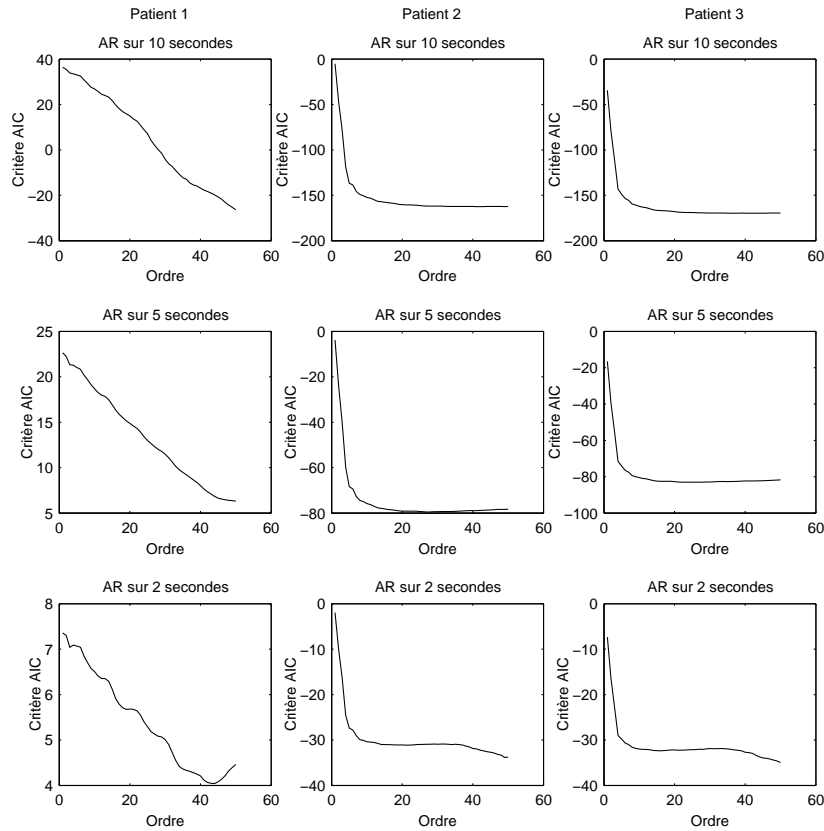 Patient 1 Patient 2 Patient 3
AR sur 10 secondes AR sur 10 secondes AR sur 10 secondes
40
20
0
−20
−40
Critère AIC
0 20 40 60
Ordre
0
−50
−100
−150
−200
Critère AIC
0 20 40 60
Ordre
0
−50
−100
−150
−200
Critère AIC
0 20 40 60
Ordre
AR sur 5 secondes AR sur 5 secondes AR sur 5 secondes
25
20
15
10
5
Critère AIC
0 20 40 60
Ordre
0
−20
−40
−60
−80
Critère AIC
0 20 40 60
Ordre
0
−20
−40
−60
−80
−100
Critère AIC
0 20 40 60
Ordre
AR sur 2 secondes AR sur 2 secondes AR sur 2 secondes
8
7
6
5
4
Critère AIC
0 20 40 60
Ordre
0
−10
−20
−30
−40
Critère AIC
0 20 40 60
Ordre
0
−10
−20
−30
−40
Critère AIC
0 20 40 60
Ordre